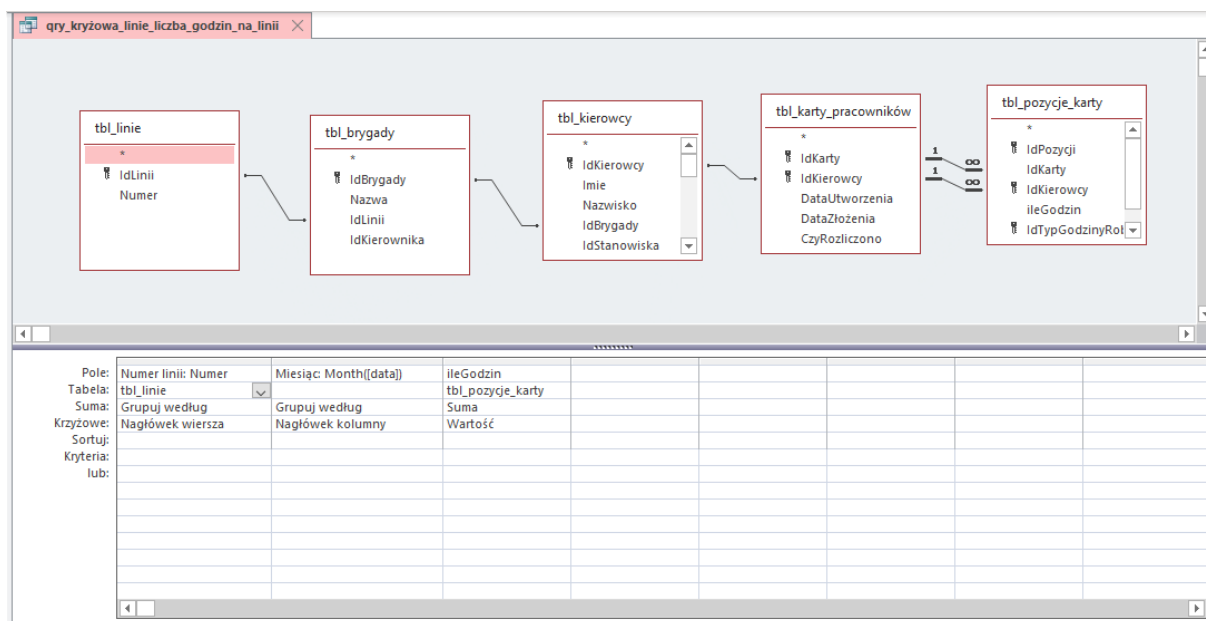 qry_kryżowa_linie_liczba_godzin_na_linii
tbl_linie
*
IdLinii
Numer
tbl_brygady
*
IdBrygady
Nazwa
IdLinii
IdKierownika
tbl_kierowcy
*
IdKierowcy
Imie
Nazwisko
IdBrygady
IdStanowiska
tbl_karty_pracowników
*
IdKarty
IdKierowcy
DataUtworzenia
DataZłożenia
CzyRozliczono
1 ∞
1 ∞
tbl_pozycje_karty
*
IdPozycji
IdKarty
IdKierowcy
ileGodzin
Pole: Numer linii: Numer Miesiąc: Month([data]) ileGodzin
Tabela: tbl_linie tbl_pozycje_karty
Suma: Grupuj według Grupuj według Suma
Krzyżowe: Nagłówek wiersza Nagłówek kolumny Wartość
Sortuj:
Kryteria:
lub: